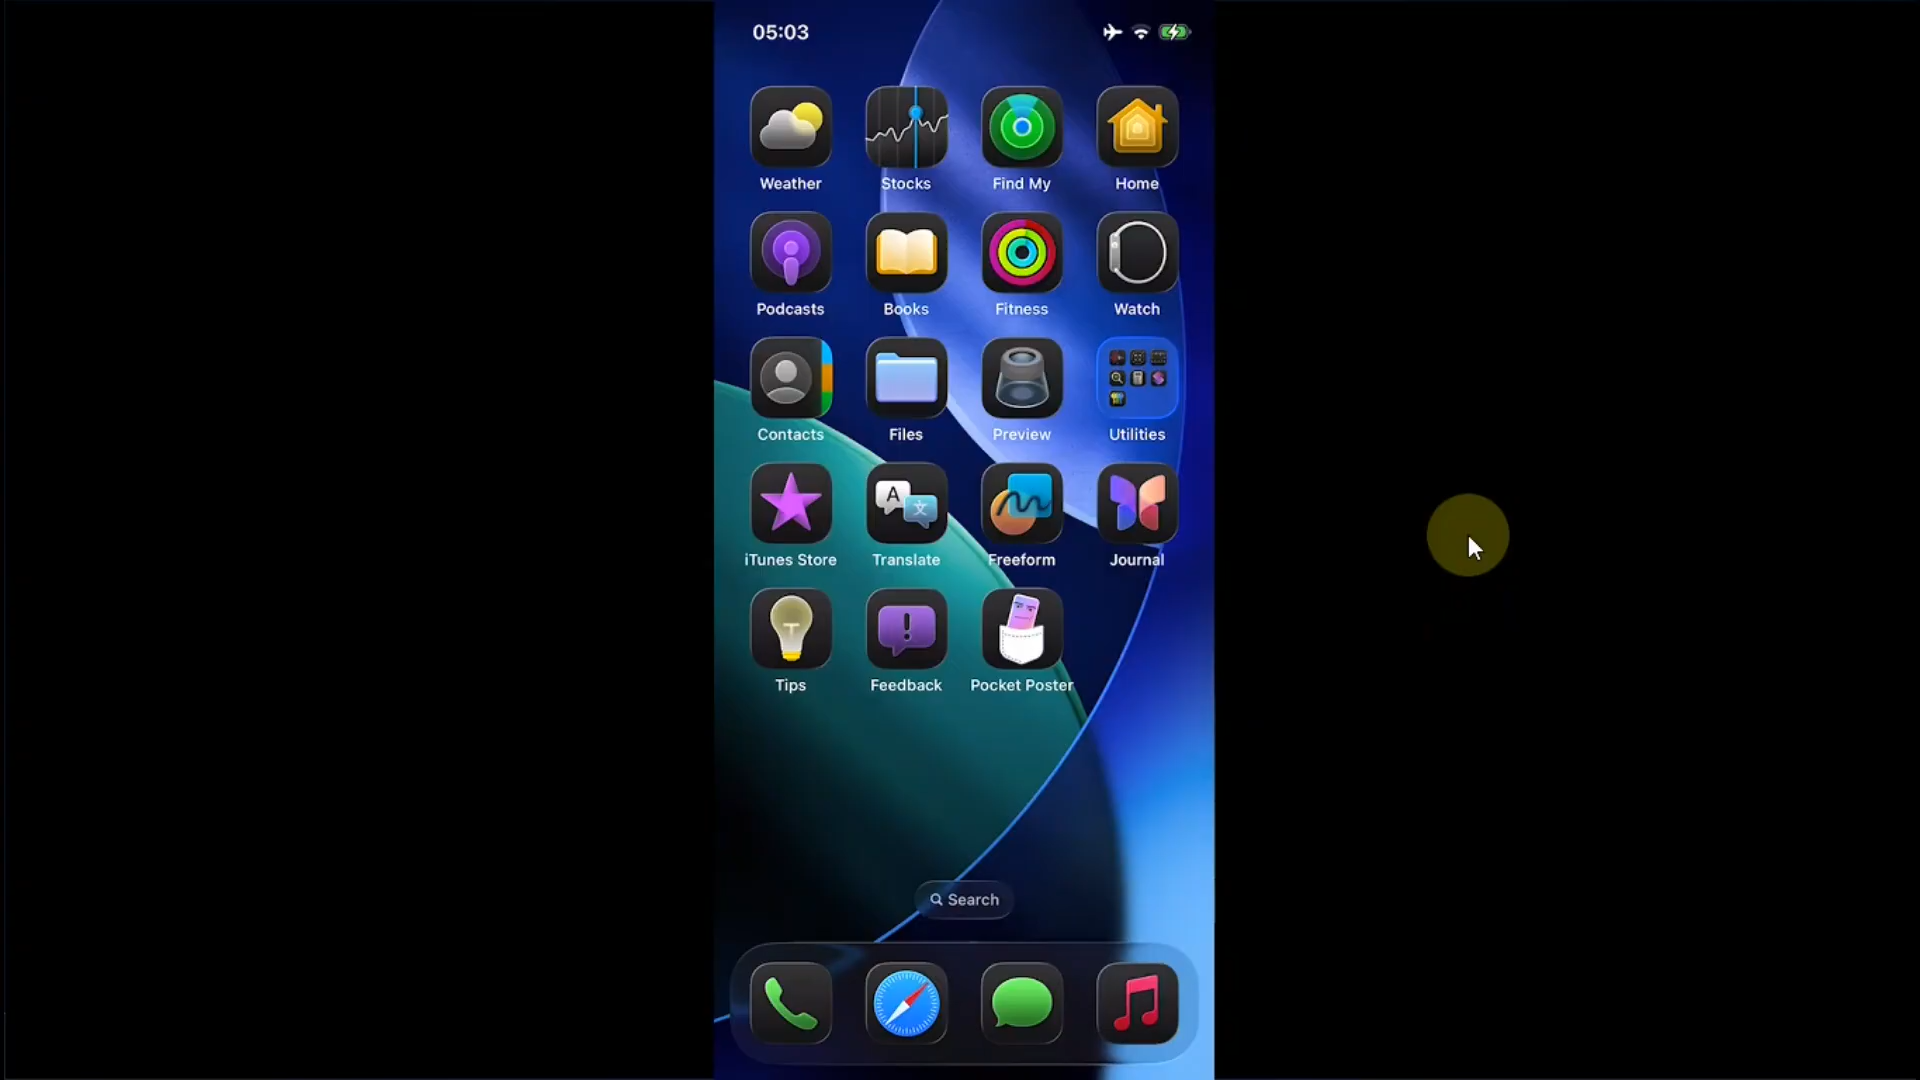 05:03
Weather Stocks Find My Home
Podcasts Books Fitness Watch
Contacts Files Preview Utilities
A 文
iTunes Store Translate Freeform Journal
Tips Feedback Pocket Poster
Search